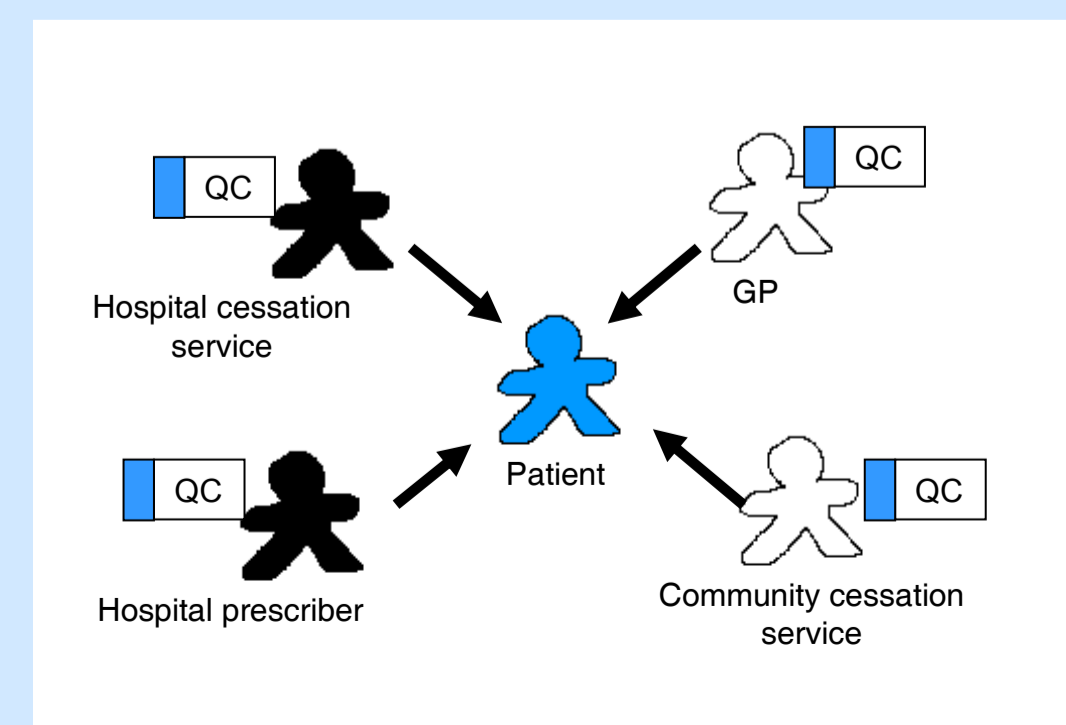 QC
Hospital cessation
service
QC
GP
Patient
QC
Hospital prescriber
QC
Community cessation
service